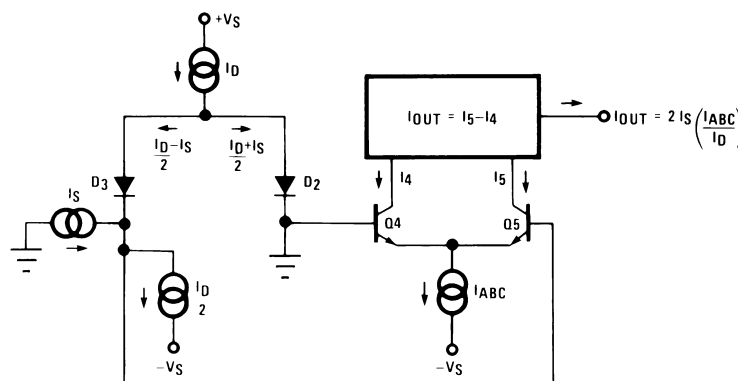 +VS
ID
IOUT = I5–I4
IOUT = 2 IS (IABC/ID)
ID/2 –IS
ID/2 +IS
D3
D2
I4
I5
IS
Q4
Q5
ID
2
IABC
–VS
–VS